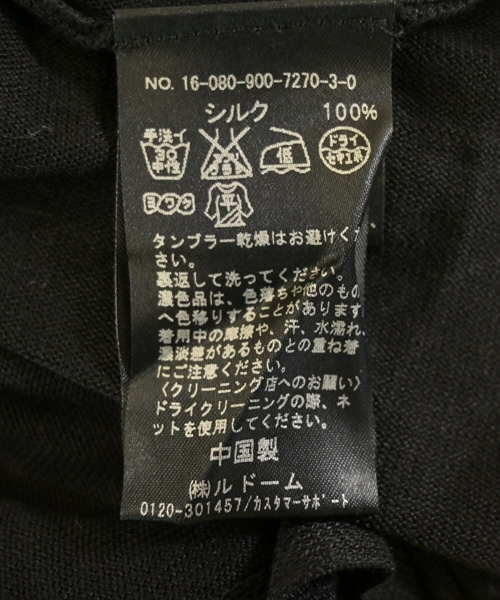 NO. 16-080-900-7270-3-0
シルク 100%
手洗イ
30
中性
エンソ
サラシ
低
ドライ
セキユ系
ヨワク
平
タンブラー乾燥はお避けくだ
さい。
裏返して洗ってください。
濃色品は、色落ちや他のもの
へ色移りすることがあります
着用中の摩擦や、汗、水濡れ、
濃淡差があるものとの重ね着
にご注意ください。
〈クリーニング店へのお願い〉
ドライクリーニングの際、ネ
ットを使用してください。
中国製
㈱ルドーム
0120-301457/カスタマーサポート